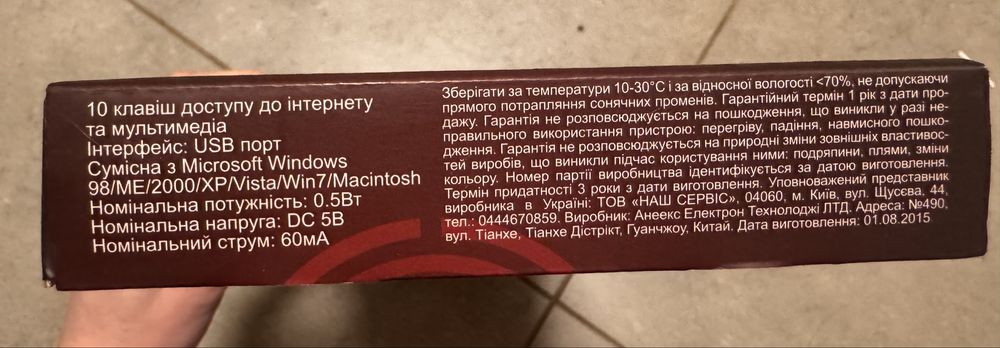 10 клавіш доступу до інтернету
та мультимедіа
Інтерфейс: USB порт
Сумісна з Microsoft Windows
98/ME/2000/XP/Vista/Win7/Macintosh
Номінальна потужність: 0.5Вт
Номінальна напруга: DC 5В
Номінальний струм: 60мА
Зберігати за температури 10-30°С і за відносної вологості <70%, не допускаючи
прямого потрапляння сонячних променів. Гарантійний термін 1 рік з дати про-
дажу. Гарантія не розповсюджується на пошкодження, що виникли у разі не-
правильного використання пристрою: перегріву, падіння, навмисного пошко-
дження. Гарантія не розповсюджується на природні зміни зовнішніх властивос-
тей виробів, що виникли підчас користування ними: подряпини, плями, зміни
кольору. Номер партії виробництва ідентифікується за датою виготовлення.
Термін придатності 3 роки з дати виготовлення. Уповноважений представник
виробника в Україні: ТОВ «НАШ СЕРВІС», 04060, м. Київ, вул. Щусєва, 44,
тел.: 0444670859. Виробник: Анеекс Електрон Технолоджі ЛТД. Адреса: №490,
вул. Тіанхе, Тіанхе Дістрікт, Гуанчжоу, Китай. Дата виготовлення: 01.08.2015